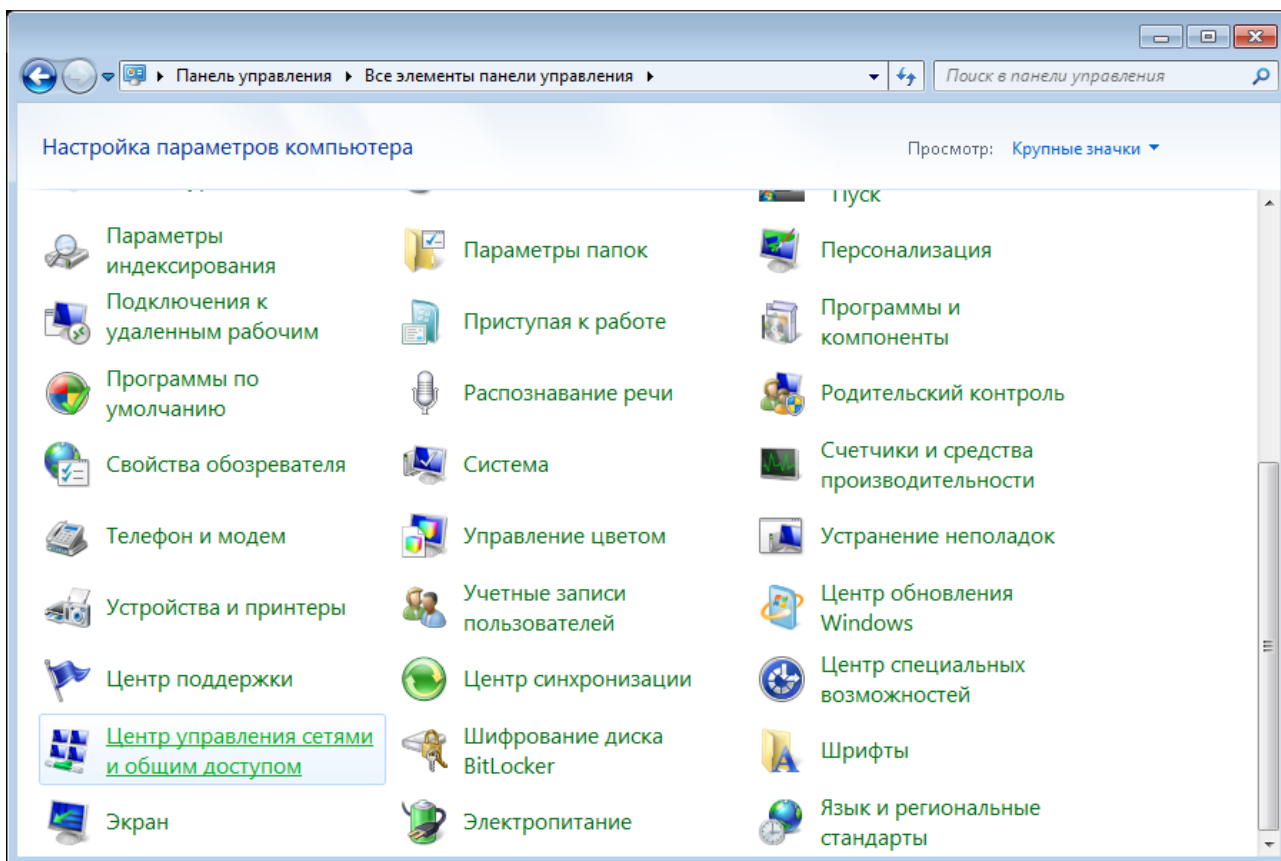 Панель управления
Все элементы панели управления
Поиск в панели управления
Настройка параметров компьютера
Просмотр: Крупные значки
Пуск
Параметры
индексирования
Параметры папок
Персонализация
Подключения к
удаленным рабочим
Приступая к работе
Программы и
компоненты
Программы по
умолчанию
Распознавание речи
Родительский контроль
Свойства обозревателя
Система
Счетчики и средства
производительности
Телефон и модем
Управление цветом
Устранение неполадок
Устройства и принтеры
Учетные записи
пользователей
Центр обновления
Windows
Центр поддержки
Центр синхронизации
Центр специальных
возможностей
Центр управления сетями
и общим доступом
Шифрование диска
BitLocker
Шрифты
Экран
Электропитание
Язык и региональные
стандарты